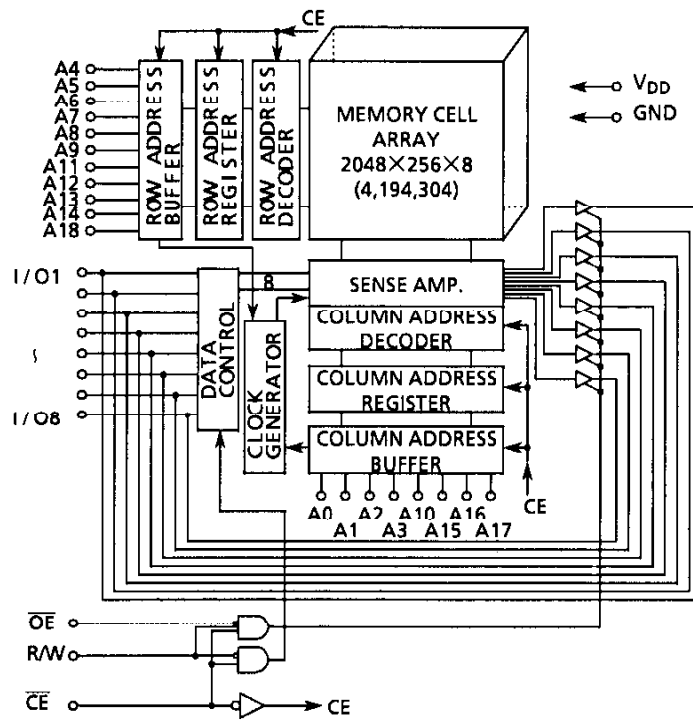 CE
A4
A5
A6
A7
A8
A9
A11
A12
A13
A14
A18
ROW ADDRESS
BUFFER
ROW ADDRESS
REGISTER
ROW ADDRESS
DECODER
MEMORY CELL
ARRAY
2048×256×8
(4,194,304)
VDD
GND
I/O1
~
I/O8
DATA
CONTROL
8
SENSE AMP.
CLOCK
GENERATOR
COLUMN ADDRESS
DECODER
COLUMN ADDRESS
REGISTER
COLUMN ADDRESS
BUFFER
A0 A2 A10 A16
A1 A3 A15 A17
CE
O̅E̅
R/W
C̅E̅
CE